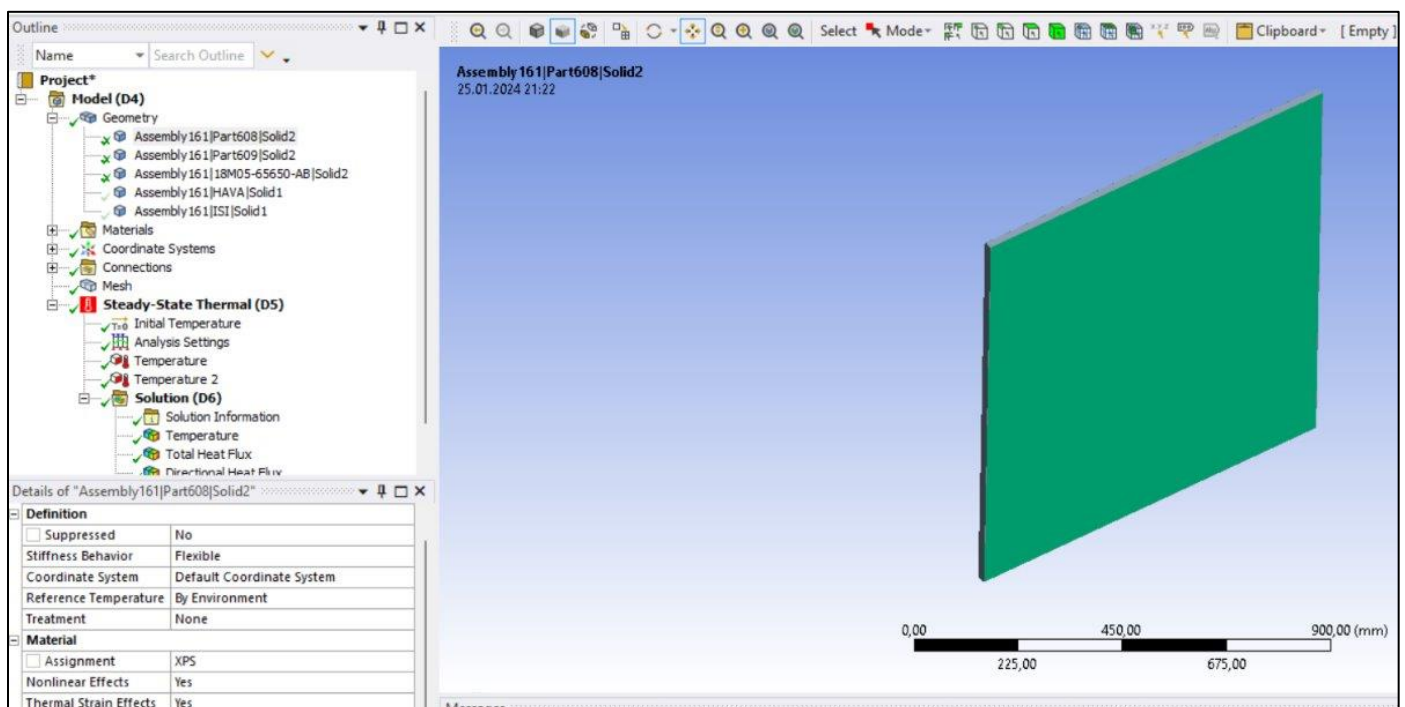 Outline
Name Search Outline
Project*
Model (D4)
Geometry
Assembly161|Part608|Solid2
Assembly161|Part609|Solid2
Assembly161|18M05-65650-AB|Solid2
Assembly161|HAVA|Solid1
Assembly161|ISI|Solid1
Materials
Coordinate Systems
Connections
Mesh
Steady-State Thermal (D5)
T=0 Initial Temperature
Analysis Settings
Temperature
Temperature 2
Solution (D6)
Solution Information
Temperature
Total Heat Flux
Directional Heat Flux
Details of "Assembly161|Part608|Solid2"
Definition
Suppressed No
Stiffness Behavior Flexible
Coordinate System Default Coordinate System
Reference Temperature By Environment
Treatment None
Material
Assignment XPS
Nonlinear Effects Yes
Thermal Strain Effects Yes
Select Mode Clipboard [ Empty ]
Assembly161|Part608|Solid2
25.01.2024 21:22
0,00 450,00 900,00 (mm)
225,00 675,00
Messages